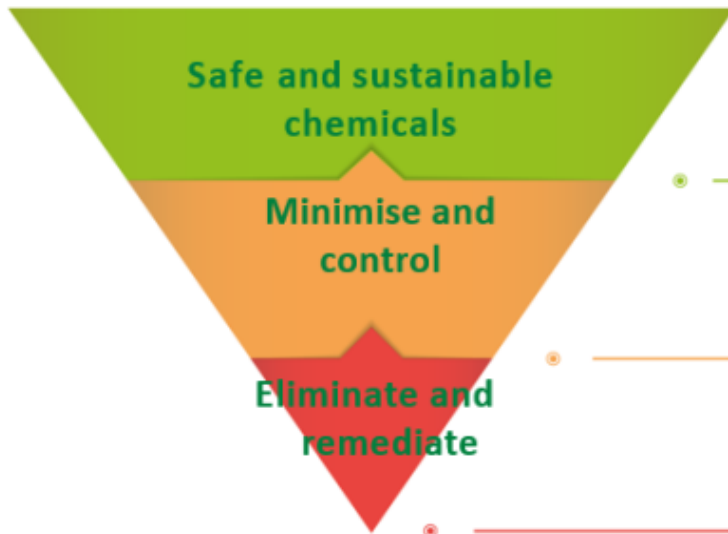 Safe and sustainable
chemicals
Minimise and
control
Eliminate and
remediate